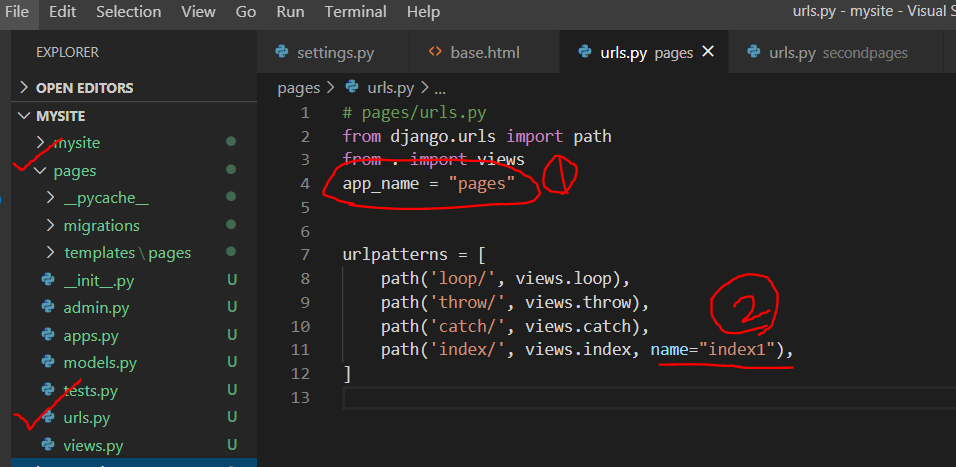 File Edit Selection View Go Run Terminal Help urls.py - mysite - Visual S
EXPLORER
settings.py <> base.html urls.py pages × urls.py secondpages
> OPEN EDITORS
pages > urls.py > ...
MYSITE
mysite
pages
__pycache__
migrations
templates \ pages
__init__.py U
admin.py U
apps.py U
models.py U
tests.py U
urls.py U
views.py U
1 # pages/urls.py
2 from django.urls import path
3 from . import views
4 app_name = "pages"
5
6
7 urlpatterns = [
8 path('loop/', views.loop),
9 path('throw/', views.throw),
10 path('catch/', views.catch),
11 path('index/', views.index, name="index1"),
12 ]
13
1
2